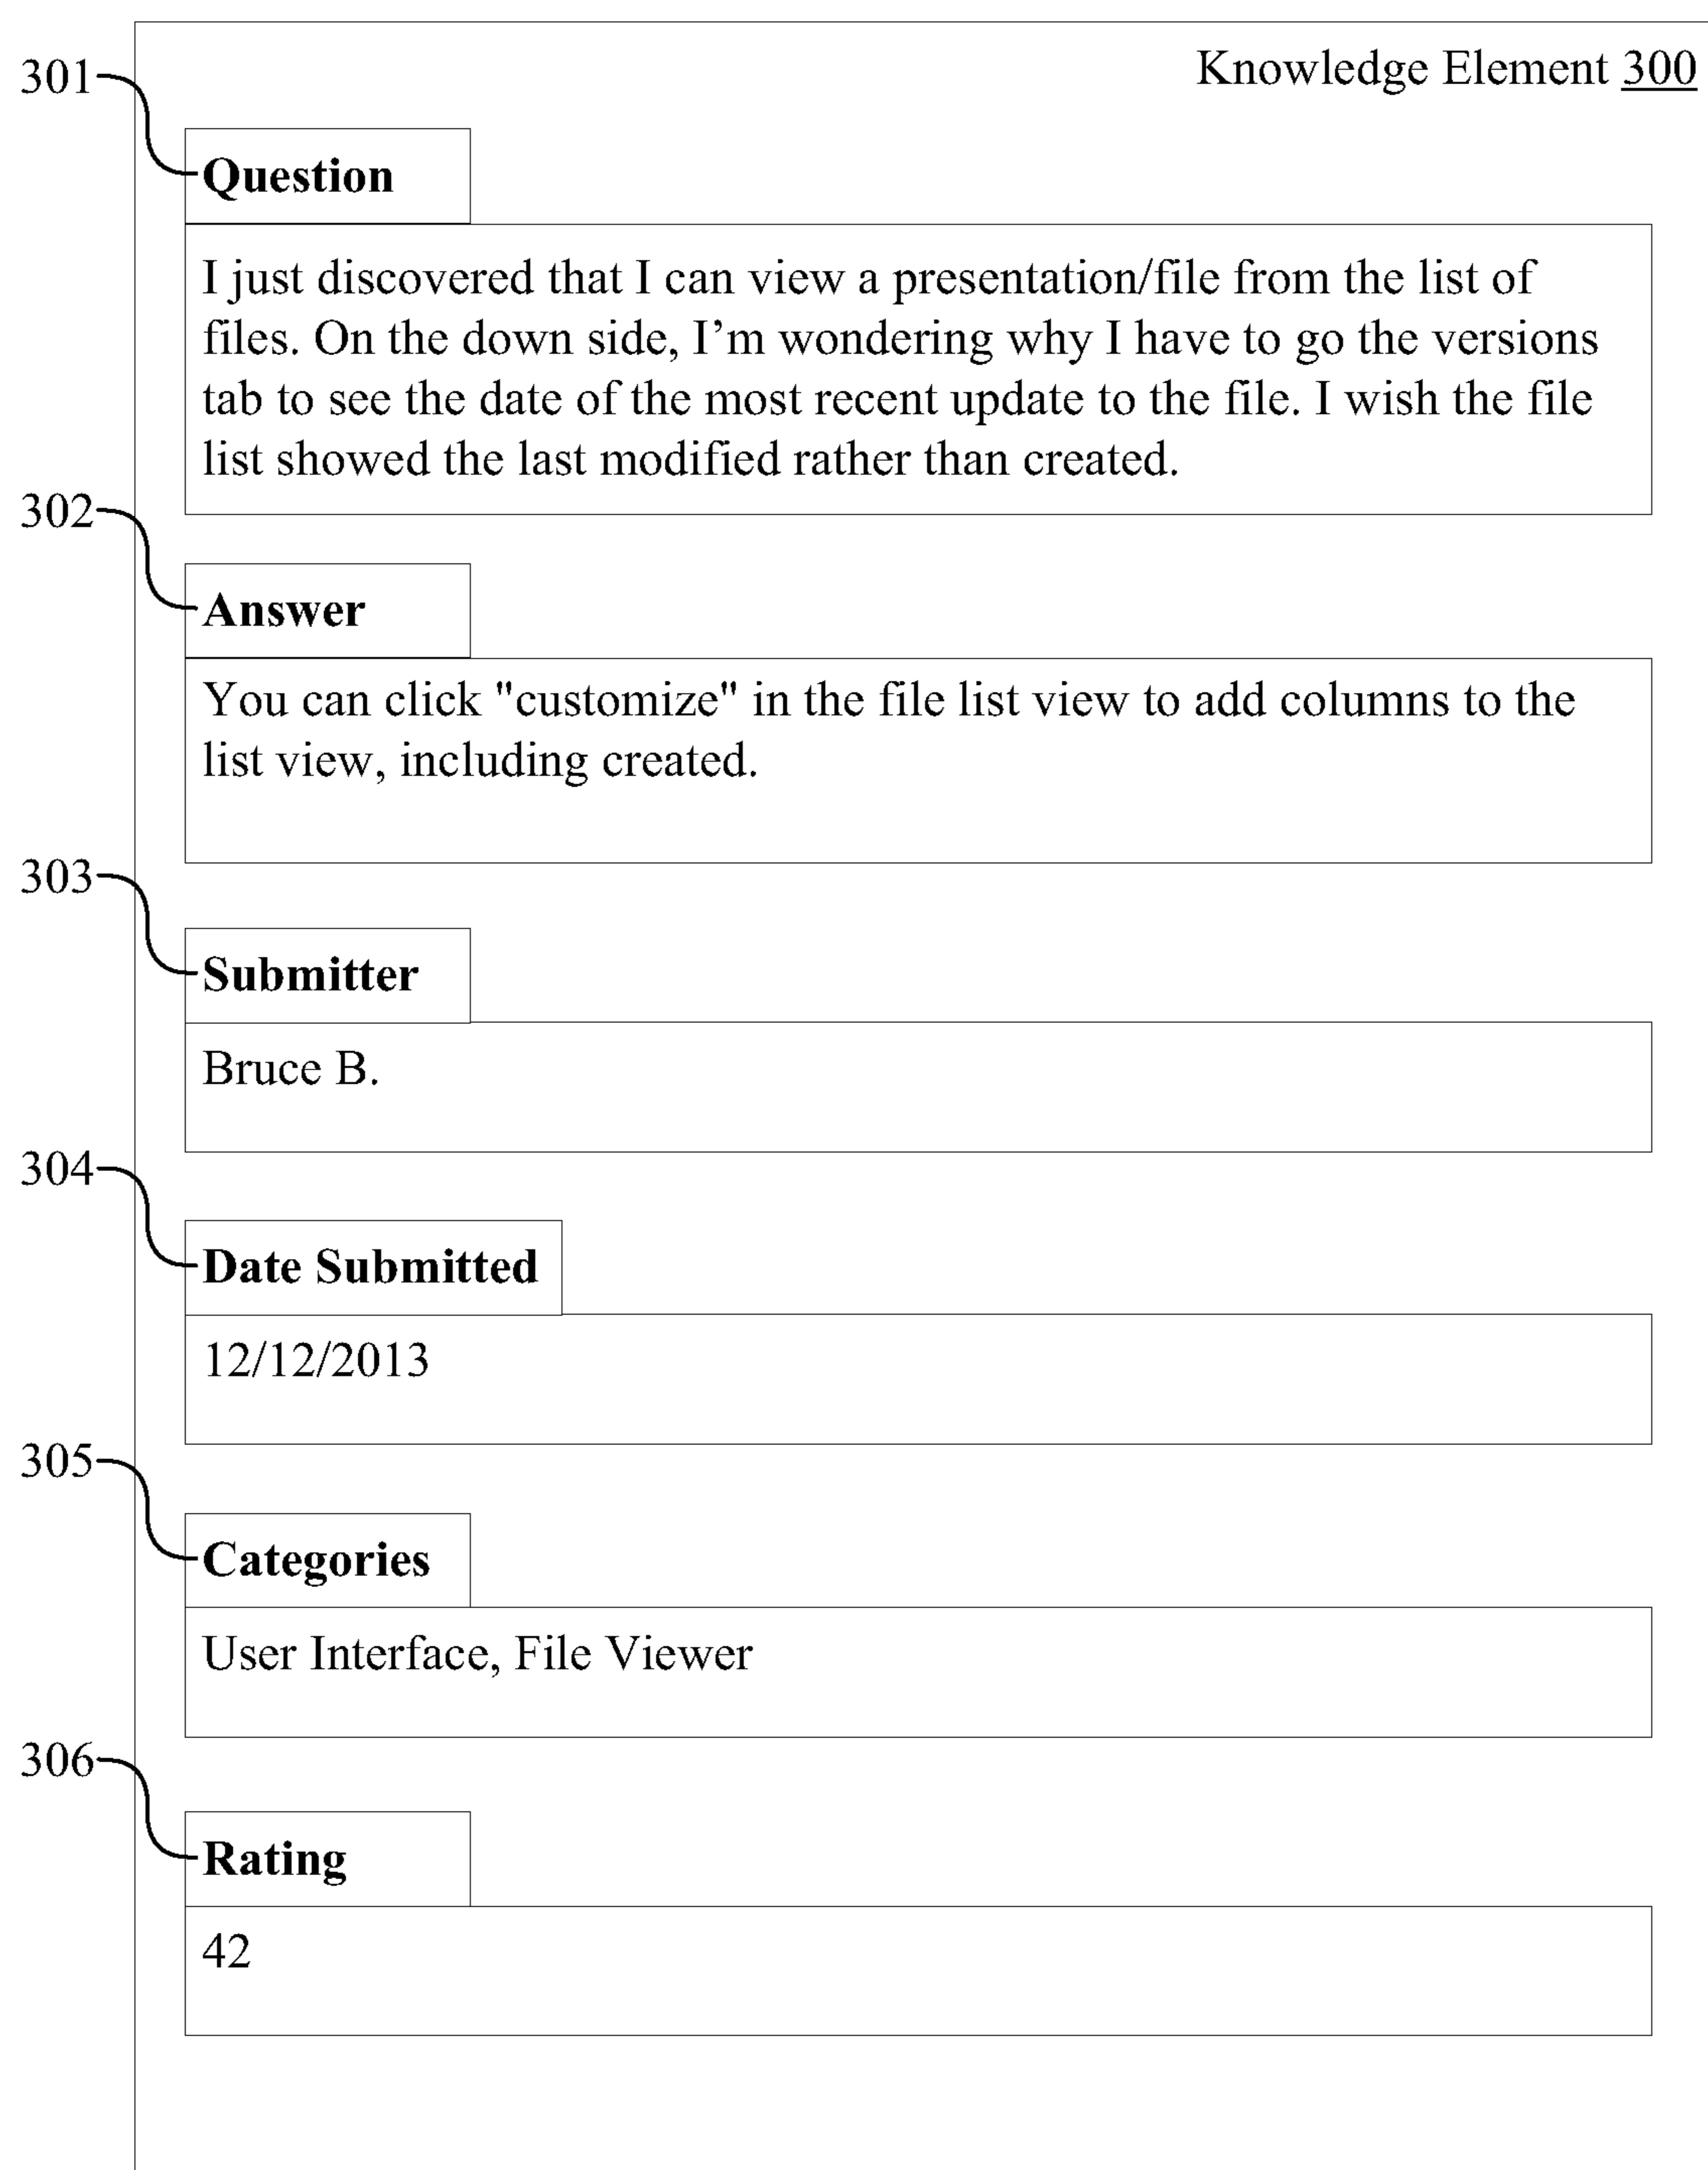 Knowledge Element 300
301
Question
I just discovered that I can view a presentation/file from the list of
files. On the down side, I’m wondering why I have to go the versions
tab to see the date of the most recent update to the file. I wish the file
list showed the last modified rather than created.
302
Answer
You can click "customize" in the file list view to add columns to the
list view, including created.
303
Submitter
Bruce B.
304
Date Submitted
12/12/2013
305
Categories
User Interface, File Viewer
306
Rating
42